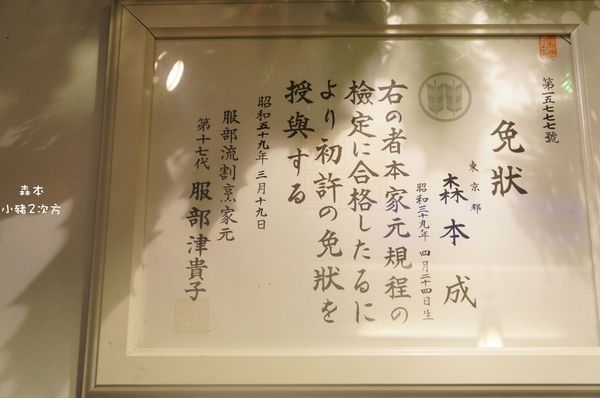 第一五七七七號
免狀
東京都
森本 成
昭和三十九年 四月二十四日生
右の者本家元規程の
檢定に合格したるに
より初許の免狀を
授與する
昭和五十九年 三月十九日
服部流割烹家元
第十七代 服部津貴子
森本
小豬2次方